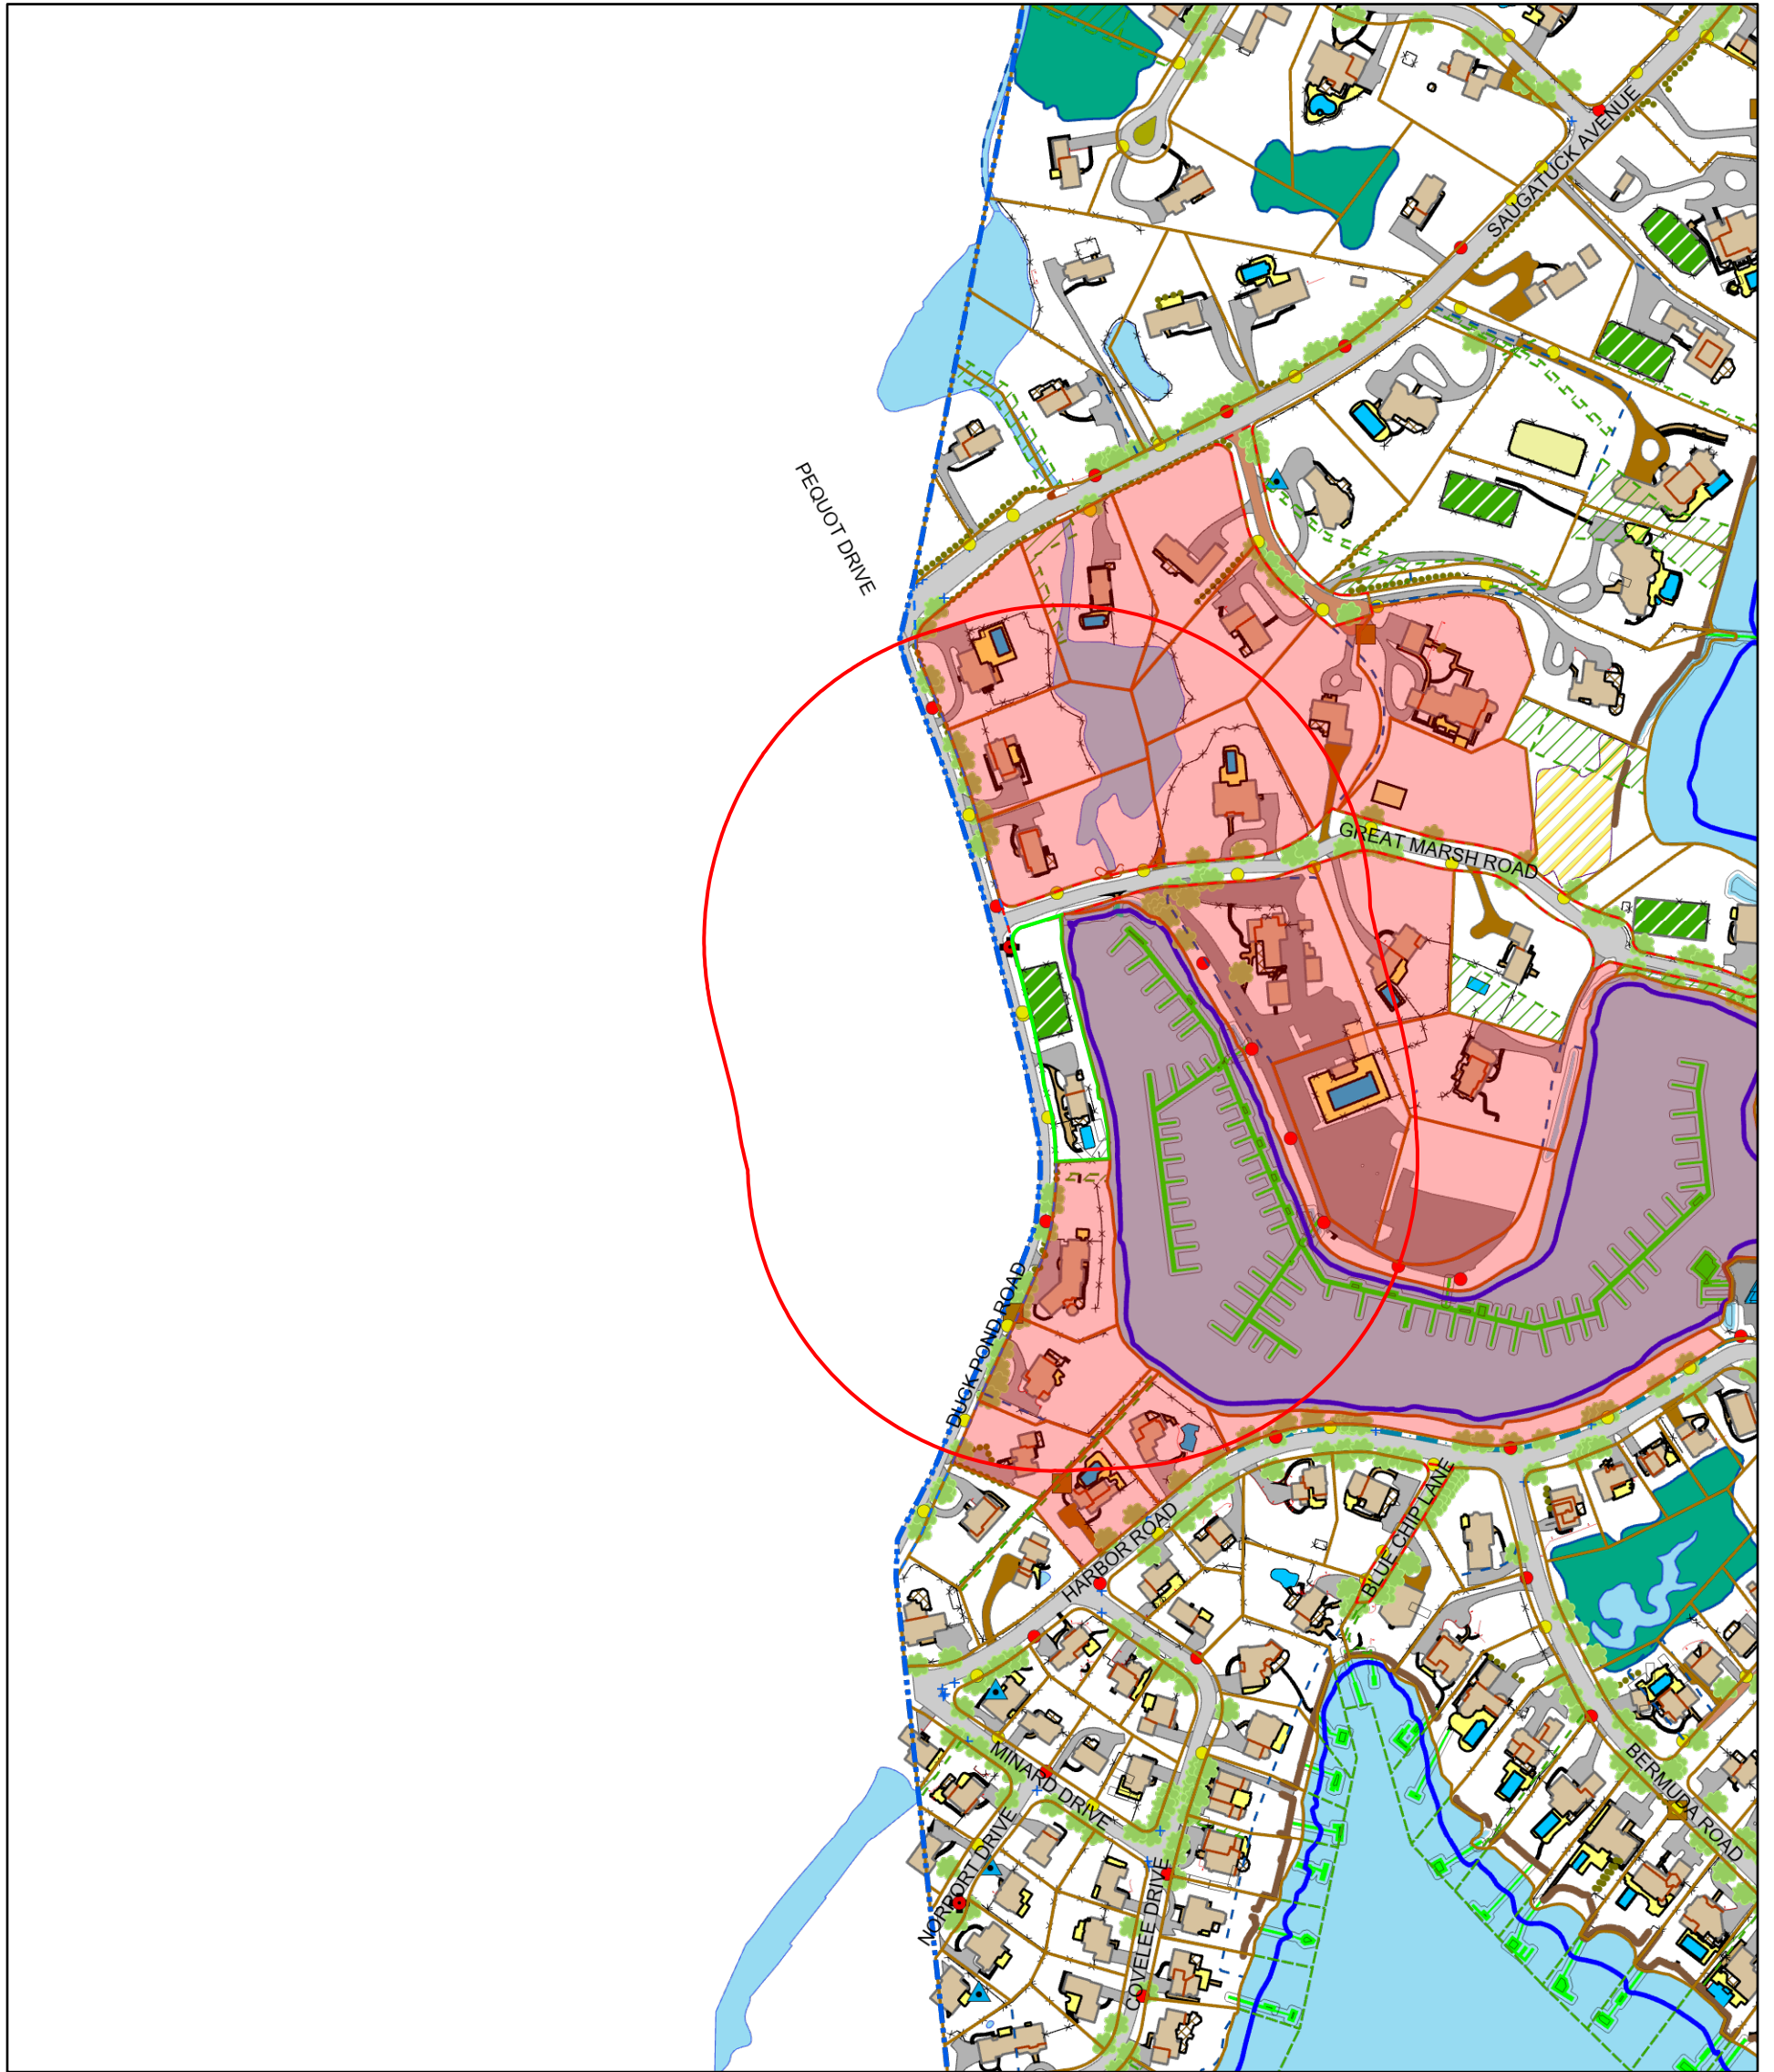 SAUGATUCK AVENUE
PEQUOT DRIVE
GREAT MARSH ROAD
DUCK POND ROAD
HARBOR ROAD
BLUE CHIP LANE
MINARD DRIVE
BERMUDA ROAD
NORPORT DRIVE
COVELEE DRIVE